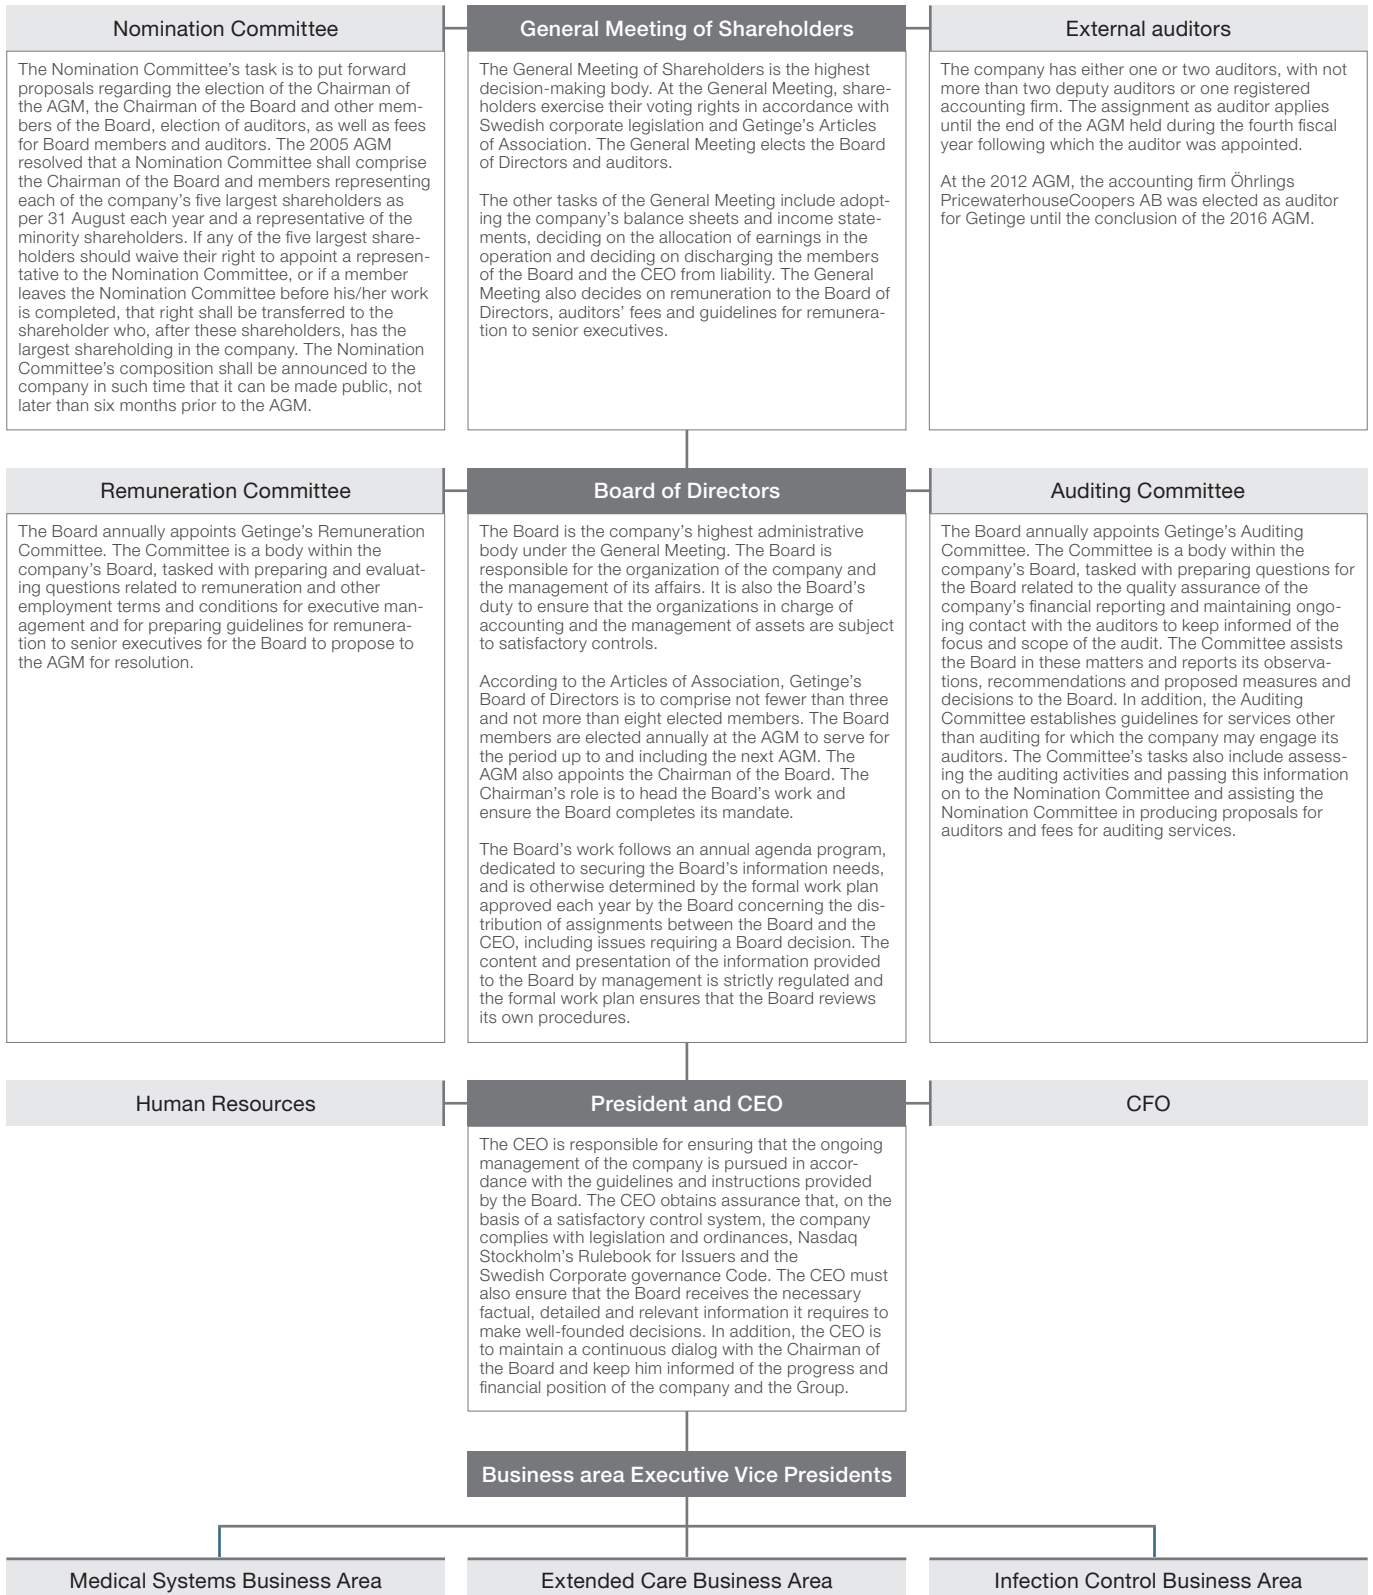 Nomination Committee
The Nomination Committee's task is to put forward
proposals regarding the election of the Chairman of
the AGM, the Chairman of the Board and other mem-
bers of the Board, election of auditors, as well as fees
for Board members and auditors. The 2005 AGM
resolved that a Nomination Committee shall comprise
the Chairman of the Board and members representing
each of the company's five largest shareholders as
per 31 August each year and a representative of the
minority shareholders. If any of the five largest share-
holders should waive their right to appoint a represen-
tative to the Nomination Committee, or if a member
leaves the Nomination Committee before his/her work
is completed, that right shall be transferred to the
shareholder who, after these shareholders, has the
largest shareholding in the company. The Nomination
Committee's composition shall be announced to the
company in such time that it can be made public, not
later than six months prior to the AGM.
General Meeting of Shareholders
The General Meeting of Shareholders is the highest
decision-making body. At the General Meeting, share-
holders exercise their voting rights in accordance with
Swedish corporate legislation and Getinge's Articles
of Association. The General Meeting elects the Board
of Directors and auditors.
The other tasks of the General Meeting include adopt-
ing the company's balance sheets and income state-
ments, deciding on the allocation of earnings in the
operation and deciding on discharging the members
of the Board and the CEO from liability. The General
Meeting also decides on remuneration to the Board of
Directors, auditors' fees and guidelines for remunera-
tion to senior executives.
External auditors
The company has either one or two auditors, with not
more than two deputy auditors or one registered
accounting firm. The assignment as auditor applies
until the end of the AGM held during the fourth fiscal
year following which the auditor was appointed.
At the 2012 AGM, the accounting firm Öhrlings
PricewaterhouseCoopers AB was elected as auditor
for Getinge until the conclusion of the 2016 AGM.
Remuneration Committee
The Board annually appoints Getinge's Remuneration
Committee. The Committee is a body within the
company's Board, tasked with preparing and evaluat-
ing questions related to remuneration and other
employment terms and conditions for executive man-
agement and for preparing guidelines for remunera-
tion to senior executives for the Board to propose to
the AGM for resolution.
Board of Directors
The Board is the company's highest administrative
body under the General Meeting. The Board is
responsible for the organization of the company and
the management of its affairs. It is also the Board's
duty to ensure that the organizations in charge of
accounting and the management of assets are subject
to satisfactory controls.
According to the Articles of Association, Getinge's
Board of Directors is to comprise not fewer than three
and not more than eight elected members. The Board
members are elected annually at the AGM to serve for
the period up to and including the next AGM. The
AGM also appoints the Chairman of the Board. The
Chairman's role is to head the Board's work and
ensure the Board completes its mandate.
The Board's work follows an annual agenda program,
dedicated to securing the Board's information needs,
and is otherwise determined by the formal work plan
approved each year by the Board concerning the dis-
tribution of assignments between the Board and the
CEO, including issues requiring a Board decision. The
content and presentation of the information provided
to the Board by management is strictly regulated and
the formal work plan ensures that the Board reviews
its own procedures.
Auditing Committee
The Board annually appoints Getinge's Auditing
Committee. The Committee is a body within the
company's Board, tasked with preparing questions for
the Board related to the quality assurance of the
company's financial reporting and maintaining ongo-
ing contact with the auditors to keep informed of the
focus and scope of the audit. The Committee assists
the Board in these matters and reports its observa-
tions, recommendations and proposed measures and
decisions to the Board. In addition, the Auditing
Committee establishes guidelines for services other
than auditing for which the company may engage its
auditors. The Committee's tasks also include assess-
ing the auditing activities and passing this information
on to the Nomination Committee and assisting the
Nomination Committee in producing proposals for
auditors and fees for auditing services.
Human Resources
President and CEO
The CEO is responsible for ensuring that the ongoing
management of the company is pursued in accor-
dance with the guidelines and instructions provided
by the Board. The CEO obtains assurance that, on the
basis of a satisfactory control system, the company
complies with legislation and ordinances, Nasdaq
Stockholm's Rulebook for Issuers and the
Swedish Corporate governance Code. The CEO must
also ensure that the Board receives the necessary
factual, detailed and relevant information it requires to
make well-founded decisions. In addition, the CEO is
to maintain a continuous dialog with the Chairman of
the Board and keep him informed of the progress and
financial position of the company and the Group.
CFO
Business area Executive Vice Presidents
Medical Systems Business Area
Extended Care Business Area
Infection Control Business Area